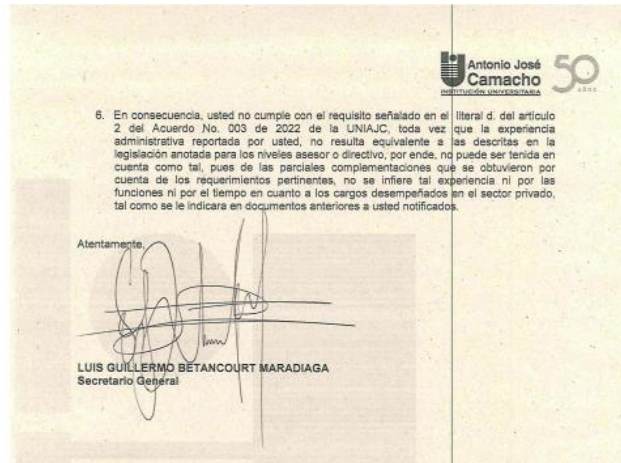 Antonio José
Camacho
INSTITUCIÓN UNIVERSITARIA
50
años
6. En consecuencia, usted no cumple con el requisito señalado en el literal d. del artículo
2 del Acuerdo No. 003 de 2022 de la UNIAJC, toda vez que la experiencia
administrativa reportada por usted, no resulta equivalente a las descritas en la
legislación anotada para los niveles asesor o directivo, por ende, no puede ser tenida en
cuenta como tal, pues de las parciales complementaciones que se obtuvieron por
cuenta de los requerimientos pertinentes, no se infiere tal experiencia ni por las
funciones ni por el tiempo en cuanto a los cargos desempeñados en el sector privado,
tal como se le indicara en documentos anteriores a usted notificados.
Atentamente,
LUIS GUILLERMO BETANCOURT MARADIAGA
Secretario General